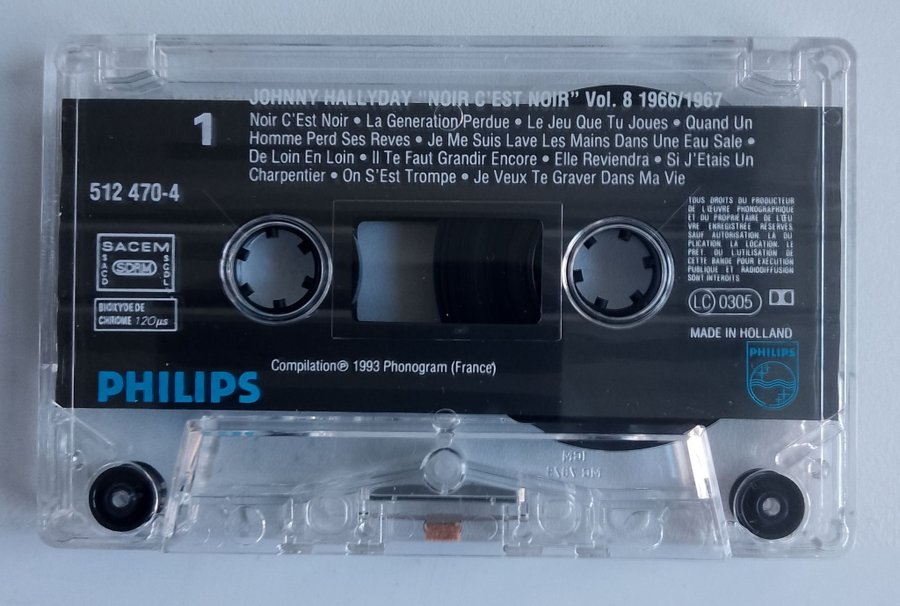 JOHNNY HALLYDAY "NOIR C'EST NOIR" Vol. 8 1966/1967
1
Noir C'Est Noir • La Generation Perdue • Le Jeu Que Tu Joues • Quand Un
Homme Perd Ses Reves • Je Me Suis Lave Les Mains Dans Une Eau Sale •
De Loin En Loin • Il Te Faut Grandir Encore • Elle Reviendra • Si J'Etais Un
Charpentier • On S'Est Trompe • Je Veux Te Graver Dans Ma Vie
512 470-4
TOUS DROITS DU PRODUCTEUR
DE L'ŒUVRE PHONOGRAPHIQUE
ET DU PROPRIETAIRE DE L'ŒU
VRE ENREGISTREE RESERVES
SAUF AUTORISATION LA DU
PLICATION, LA LOCATION, LE
PRET, OU L'UTILISATION DE
CETTE BANDE POUR EXECUTION
PUBLIQUE ET RADIODIFFUSION
SONT INTERDITS
SACEM
SACD
SDRM
SCGDL
BIOXYDE DE
CHROME 120µs
LC 0305
MADE IN HOLLAND
PHILIPS
Compilation℗ 1993 Phonogram (France)
PHILIPS